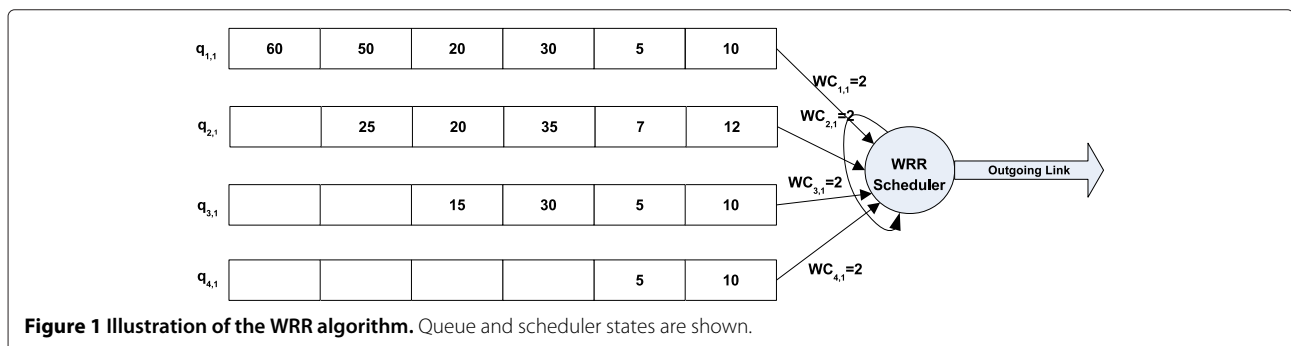 q1,1 60 50 20 30 5 10
WC1,1=2
q2,1 25 20 35 7 12
WC2,1=2
WRR
Scheduler
Outgoing Link
q3,1 15 30 5 10
WC3,1=2
q4,1 5 10
WC4,1=2
Figure 1 Illustration of the WRR algorithm. Queue and scheduler states are shown.